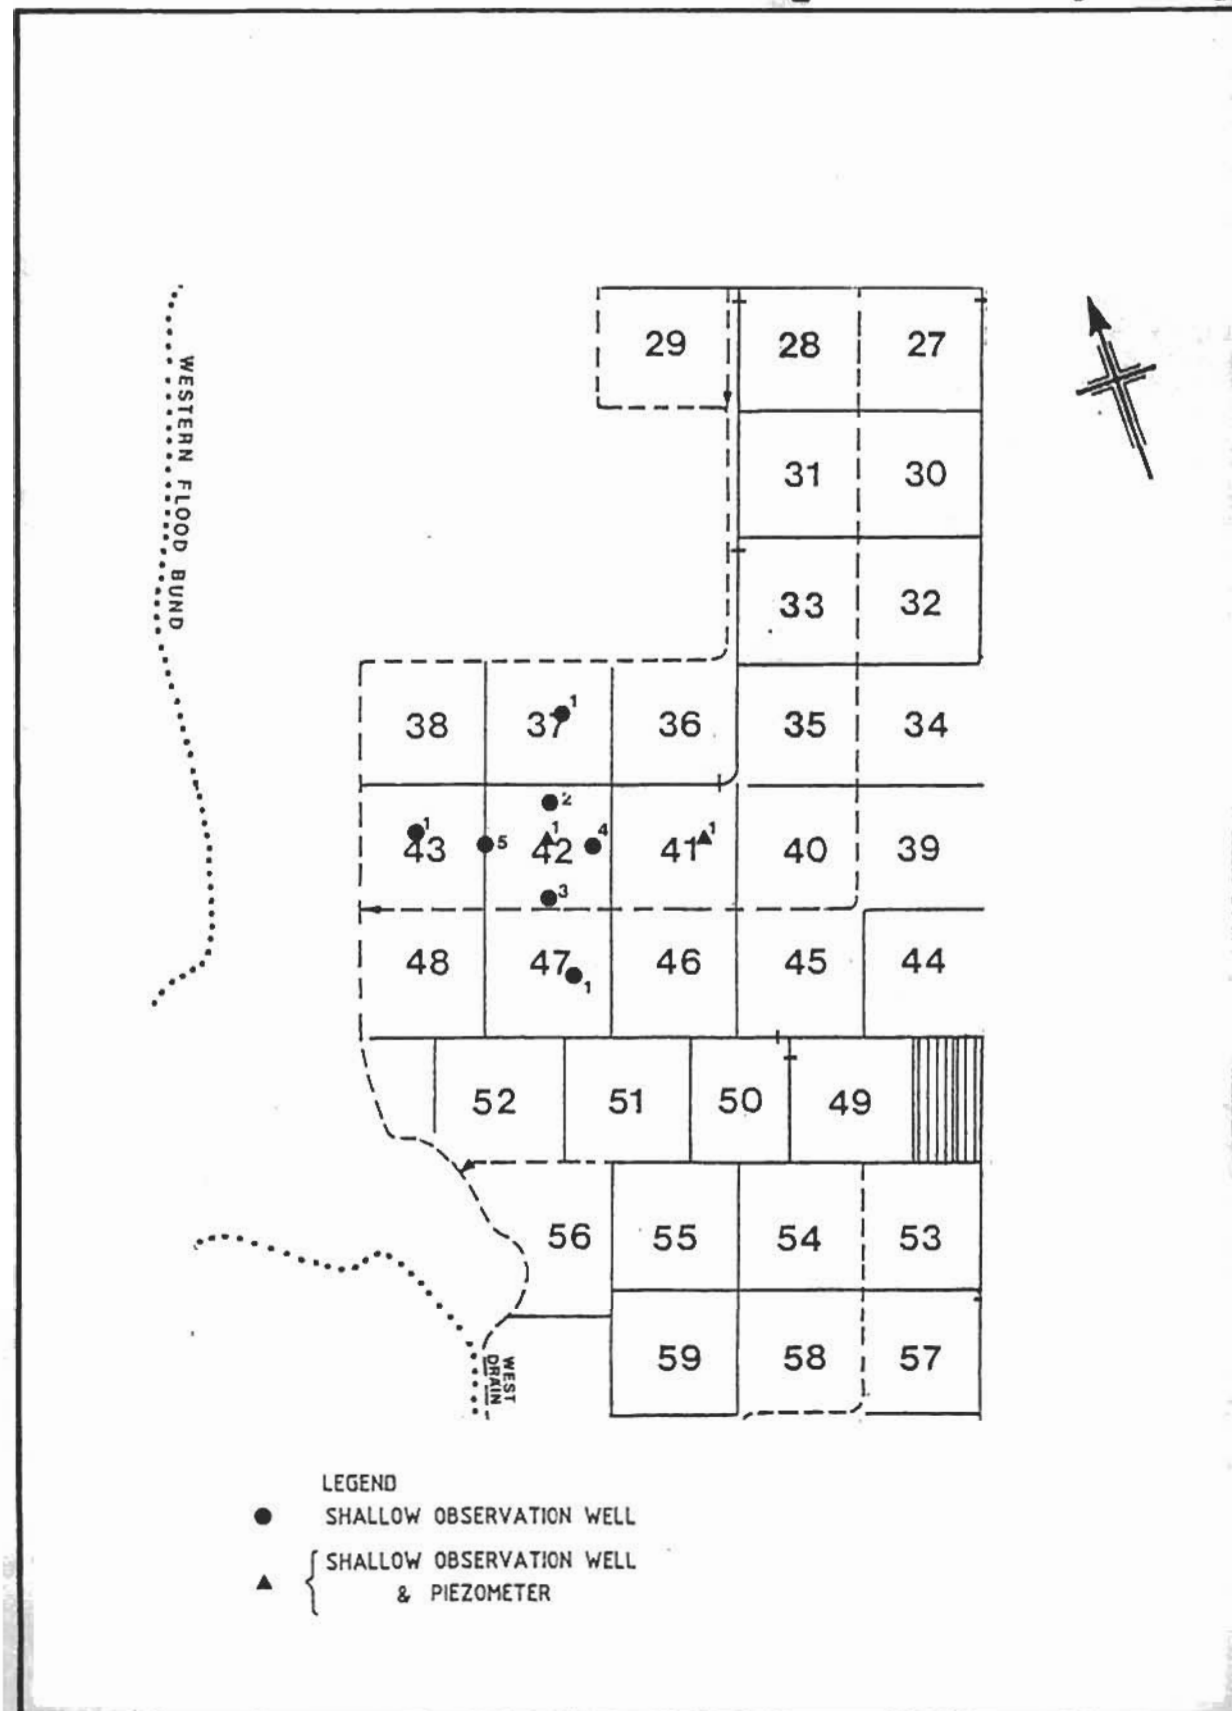 29 28 27
WESTERN FLOOD BUND
31 30
33 32
38 37 1 36 35 34
2
1 43 5 1 42 4 41 1 40 39
3
48 47 1 46 45 44
52 51 50 49
56 55 54 53
59 58 57
WEST
DRAIN
LEGEND
SHALLOW OBSERVATION WELL
SHALLOW OBSERVATION WELL
& PIEZOMETER